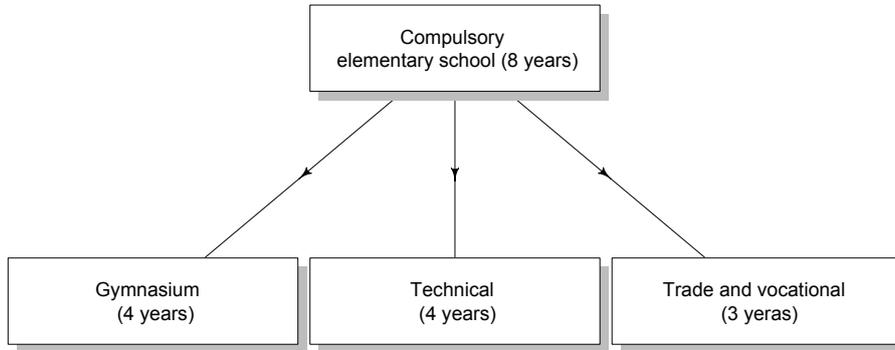 Compulsory
elementary school (8 years)
Gymnasium
(4 years)
Technical
(4 years)
Trade and vocational
(3 yeras)